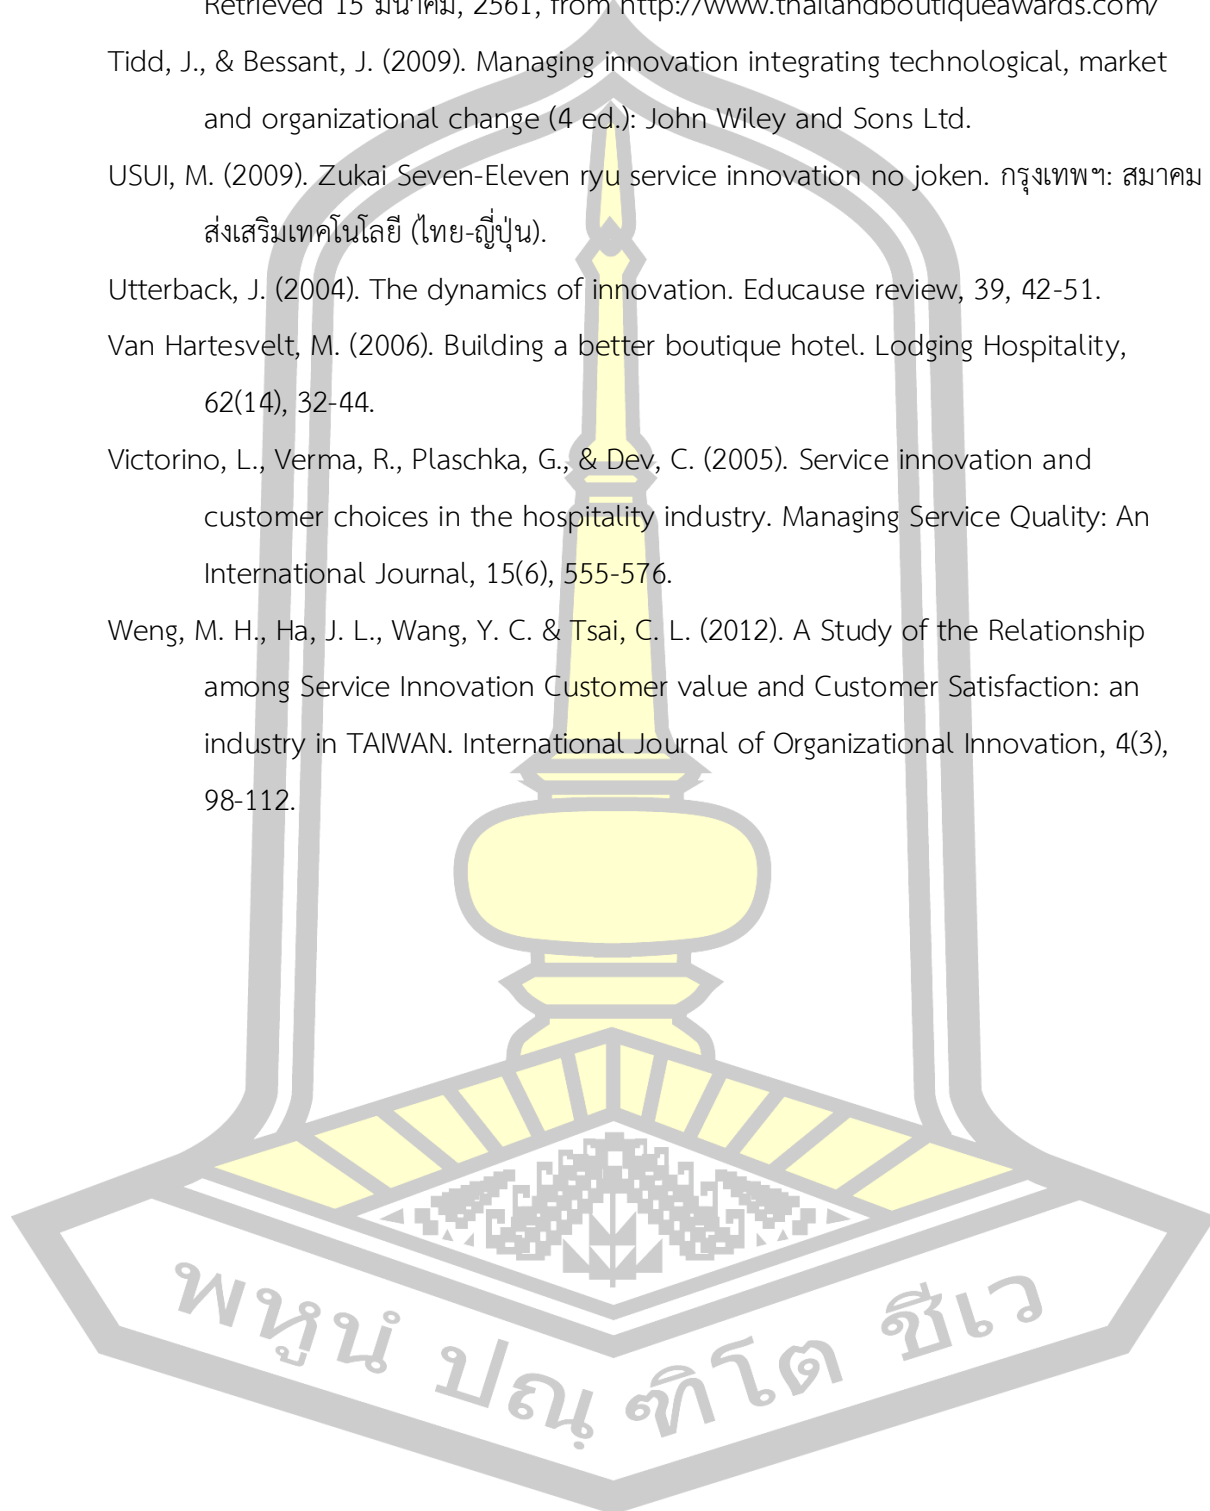 Retrieved 15 มีนาคม, 2561, from http://www.thailandboutiqueawards.com/
Tidd, J., & Bessant, J. (2009). Managing innovation integrating technological, market
and organizational change (4 ed.): John Wiley and Sons Ltd.
USUI, M. (2009). Zukai Seven-Eleven ryu service innovation no joken. กรุงเทพฯ: สมาคม
ส่งเสริมเทคโนโลยี (ไทย-ญี่ปุ่น).
Utterback, J. (2004). The dynamics of innovation. Educause review, 39, 42-51.
Van Hartesvelt, M. (2006). Building a better boutique hotel. Lodging Hospitality,
62(14), 32-44.
Victorino, L., Verma, R., Plaschka, G., & Dev, C. (2005). Service innovation and
customer choices in the hospitality industry. Managing Service Quality: An
International Journal, 15(6), 555-576.
Weng, M. H., Ha, J. L., Wang, Y. C. & Tsai, C. L. (2012). A Study of the Relationship
among Service Innovation Customer value and Customer Satisfaction: an
industry in TAIWAN. International Journal of Organizational Innovation, 4(3),
98-112.
พหูนํ ปณฺฑิโต ชีเว